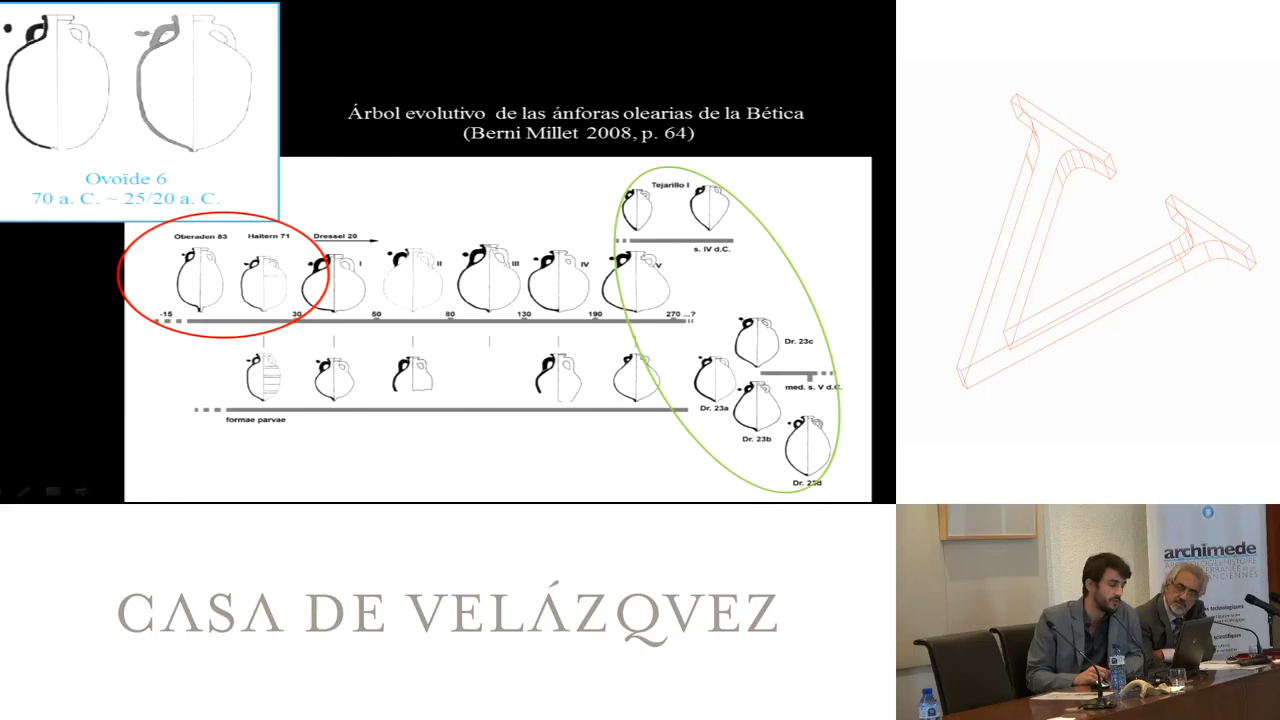 Ovoïde 6
70 a. C. ~ 25/20 a. C.
Árbol evolutivo de las ánforas olearias de la Bética
(Berni Millet 2008, p. 64)
Tejarillo I
s. IV d.C.
Oberaden 83
Haltern 71
Dressel 20
I
II
III
IV
V
-15
30
50
80
130
190
270 ...?
Dr. 23c
med. s. V d.C.
Dr. 23a
Dr. 23b
Dr. 23d
formae parvae
CASA DE VELÁZQVEZ
archimede